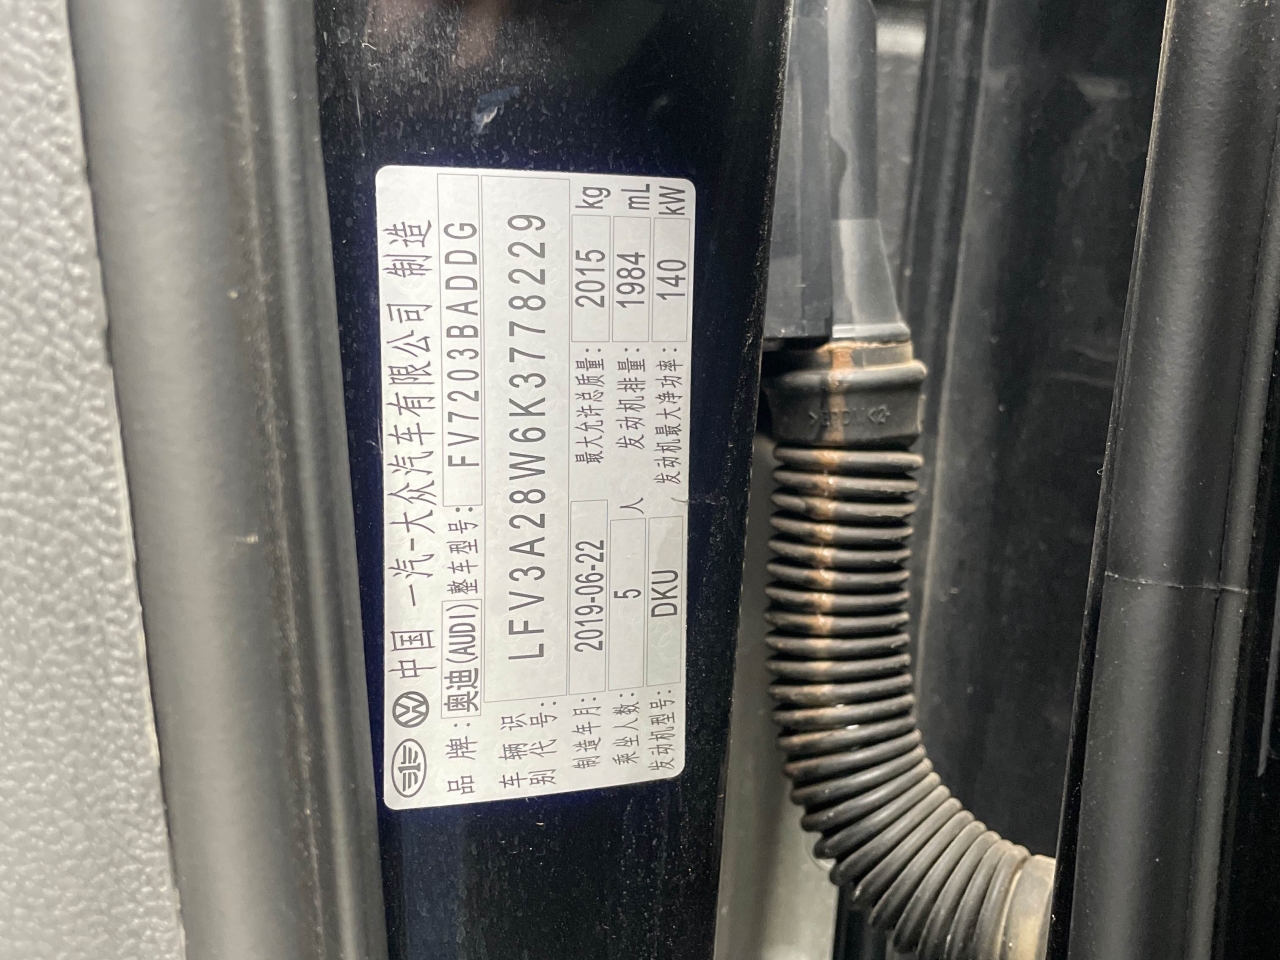 中国 一汽-大众汽车有限公司 制造
品牌: 奥迪(AUDI) 整车型号: FV7203BADDG
车辆识别代号: LFV3A28W6K3778229
制造年月: 2019-06-22 最大允许总质量: 2015 kg
乘坐人数: 5 人 发动机排量: 1984 mL
发动机型号: DKU 发动机最大净功率: 140 kW
>EPDM<